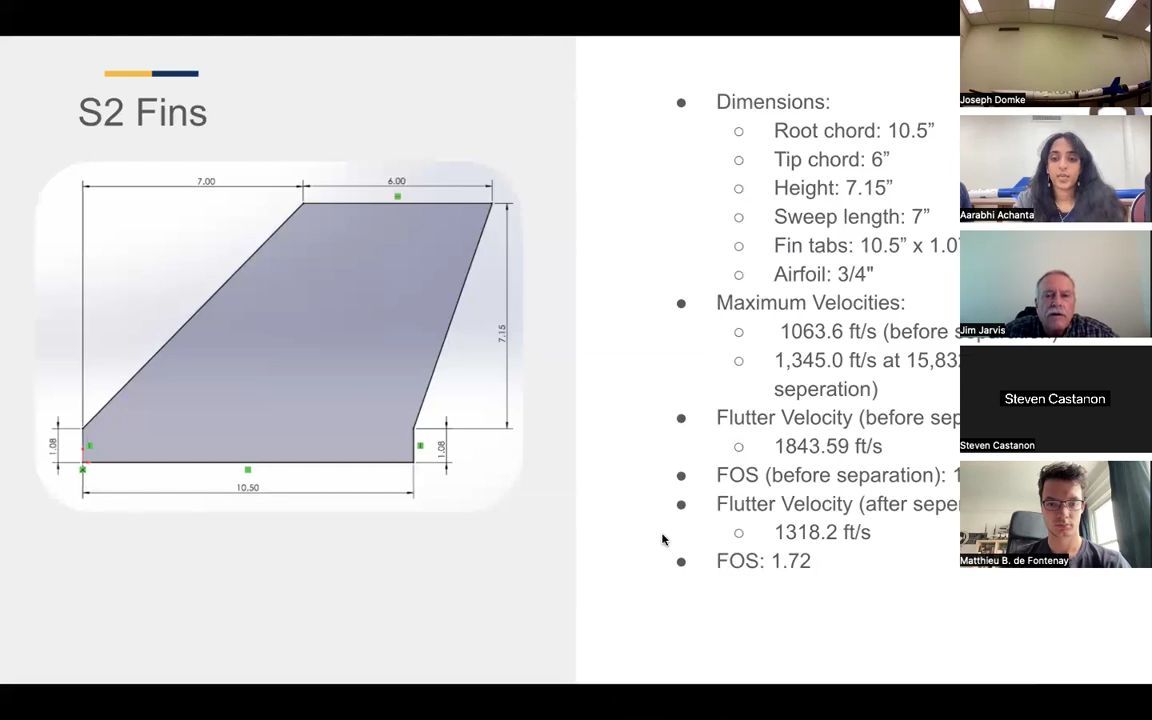 S2 Fins
7.00
6.00
7.15
1.08
1.08
10.50
Dimensions:
Root chord: 10.5”
Tip chord: 6”
Height: 7.15”
Sweep length: 7”
Fin tabs: 10.5” x 1.0
Airfoil: 3/4"
Maximum Velocities:
1063.6 ft/s (before
1,345.0 ft/s at 15,832
seperation)
Flutter Velocity (before sep
1843.59 ft/s
FOS (before separation): 1
Flutter Velocity (after sepe
1318.2 ft/s
FOS: 1.72
Joseph Domke
Aarabhi Achanta
Jim Jarvis
Steven Castanon
Steven Castanon
Matthieu B. de Fontenay